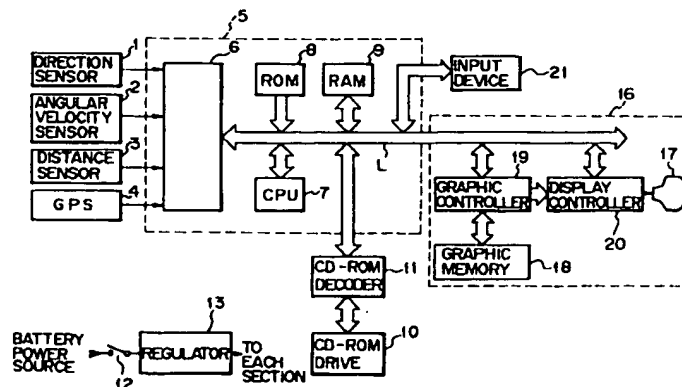 5
1
DIRECTION
SENSOR
2
ANGULAR
VELOCITY
SENSOR
3
DISTANCE
SENSOR
4
GPS
6
8
ROM
9
RAM
INPUT
DEVICE
21
16
L
CPU
7
19
GRAPHIC
CONTROLLER
DISPLAY
CONTROLLER
17
20
GRAPHIC
MEMORY
18
CD-ROM
DECODER
11
CD-ROM
DRIVE
10
13
BATTERY
POWER
SOURCE
12
REGULATOR
TO
EACH
SECTION